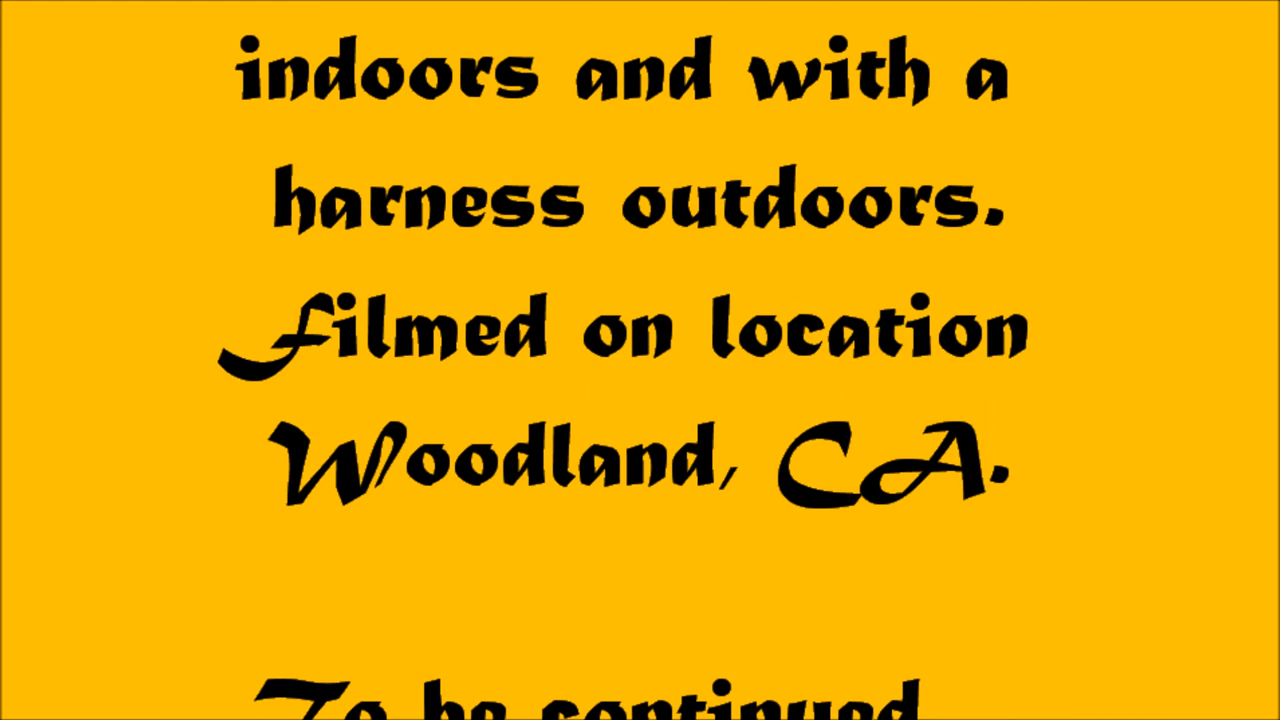 indoors and with a
harness outdoors.
Filmed on location
Woodland, CA.
To be continued